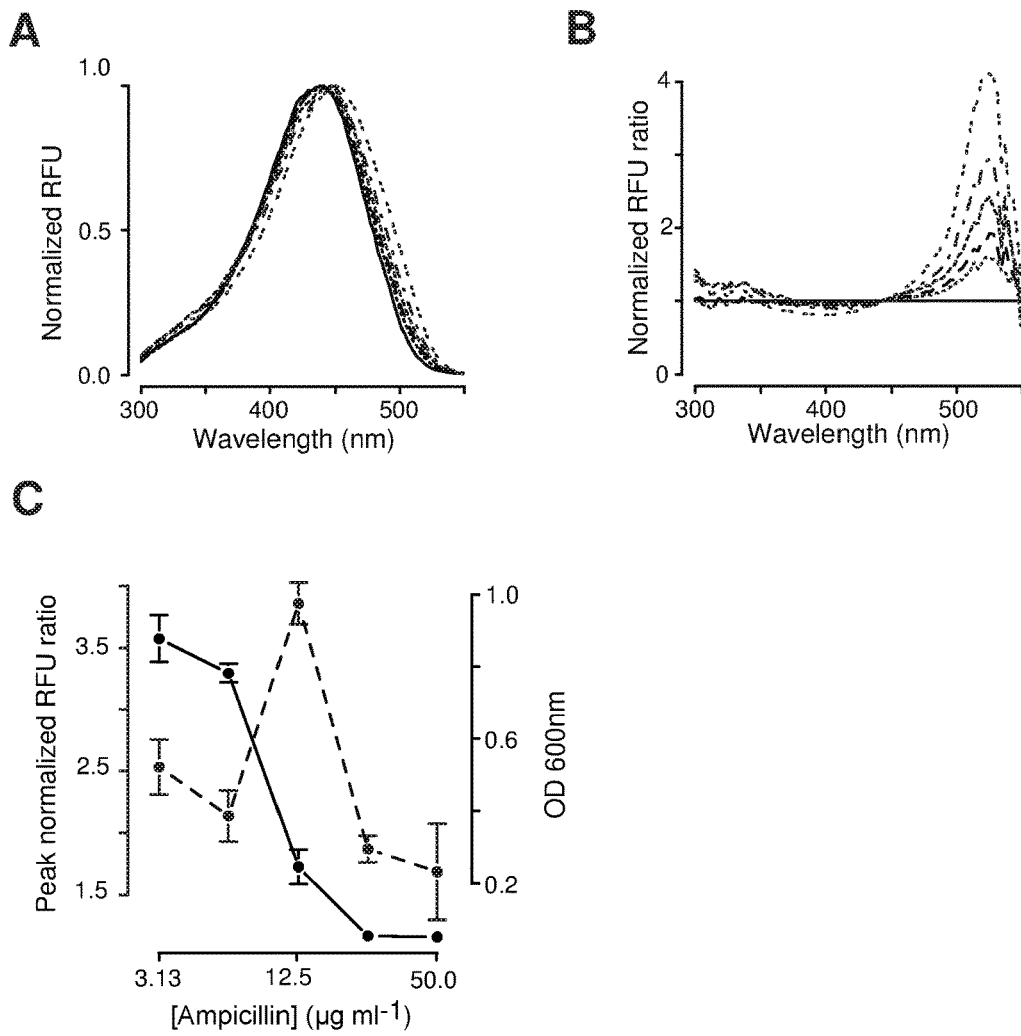 A
1.0
0.5
0.0
Normalized RFU
300
400
500
Wavelength (nm)
B
4
2
0
Normalized RFU ratio
300
400
500
Wavelength (nm)
C
3.5
2.5
1.5
Peak normalized RFU ratio
1.0
0.6
0.2
OD 600nm
3.13
12.5
50.0
[Ampicillin] (µg ml-1)